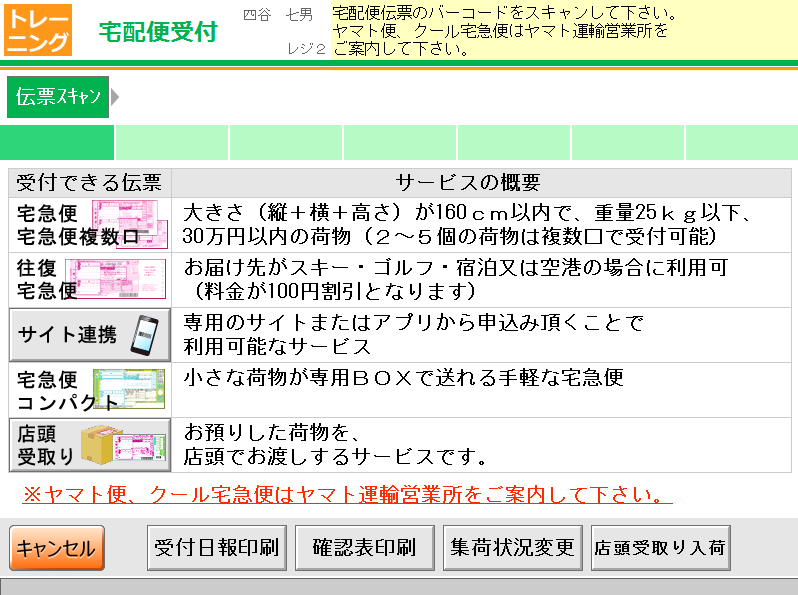 トレー
ニング
宅配便受付
四谷 七男
レジ2
宅配便伝票のバーコードをスキャンして下さい。
ヤマト便、クール宅急便はヤマト運輸営業所を
ご案内して下さい。
伝票スキャン
受付できる伝票 サービスの概要
宅急便
宅急便複数口
大きさ（縦＋横＋高さ）が160ｃｍ以内で、重量25ｋｇ以下、
30万円以内の荷物（２～５個の荷物は複数口で受付可能）
往復
宅急便
お届け先がスキー・ゴルフ・宿泊又は空港の場合に利用可
（料金が100円割引となります）
サイト連携
専用のサイトまたはアプリから申込み頂くことで
利用可能なサービス
宅急便
コンパクト
小さな荷物が専用ＢＯＸで送れる手軽な宅急便
店頭
受取り
お預りした荷物を、
店頭でお渡しするサービスです。
※ヤマト便、クール宅急便はヤマト運輸営業所をご案内して下さい。
キャンセル 受付日報印刷 確認表印刷 集荷状況変更 店頭受取り入荷